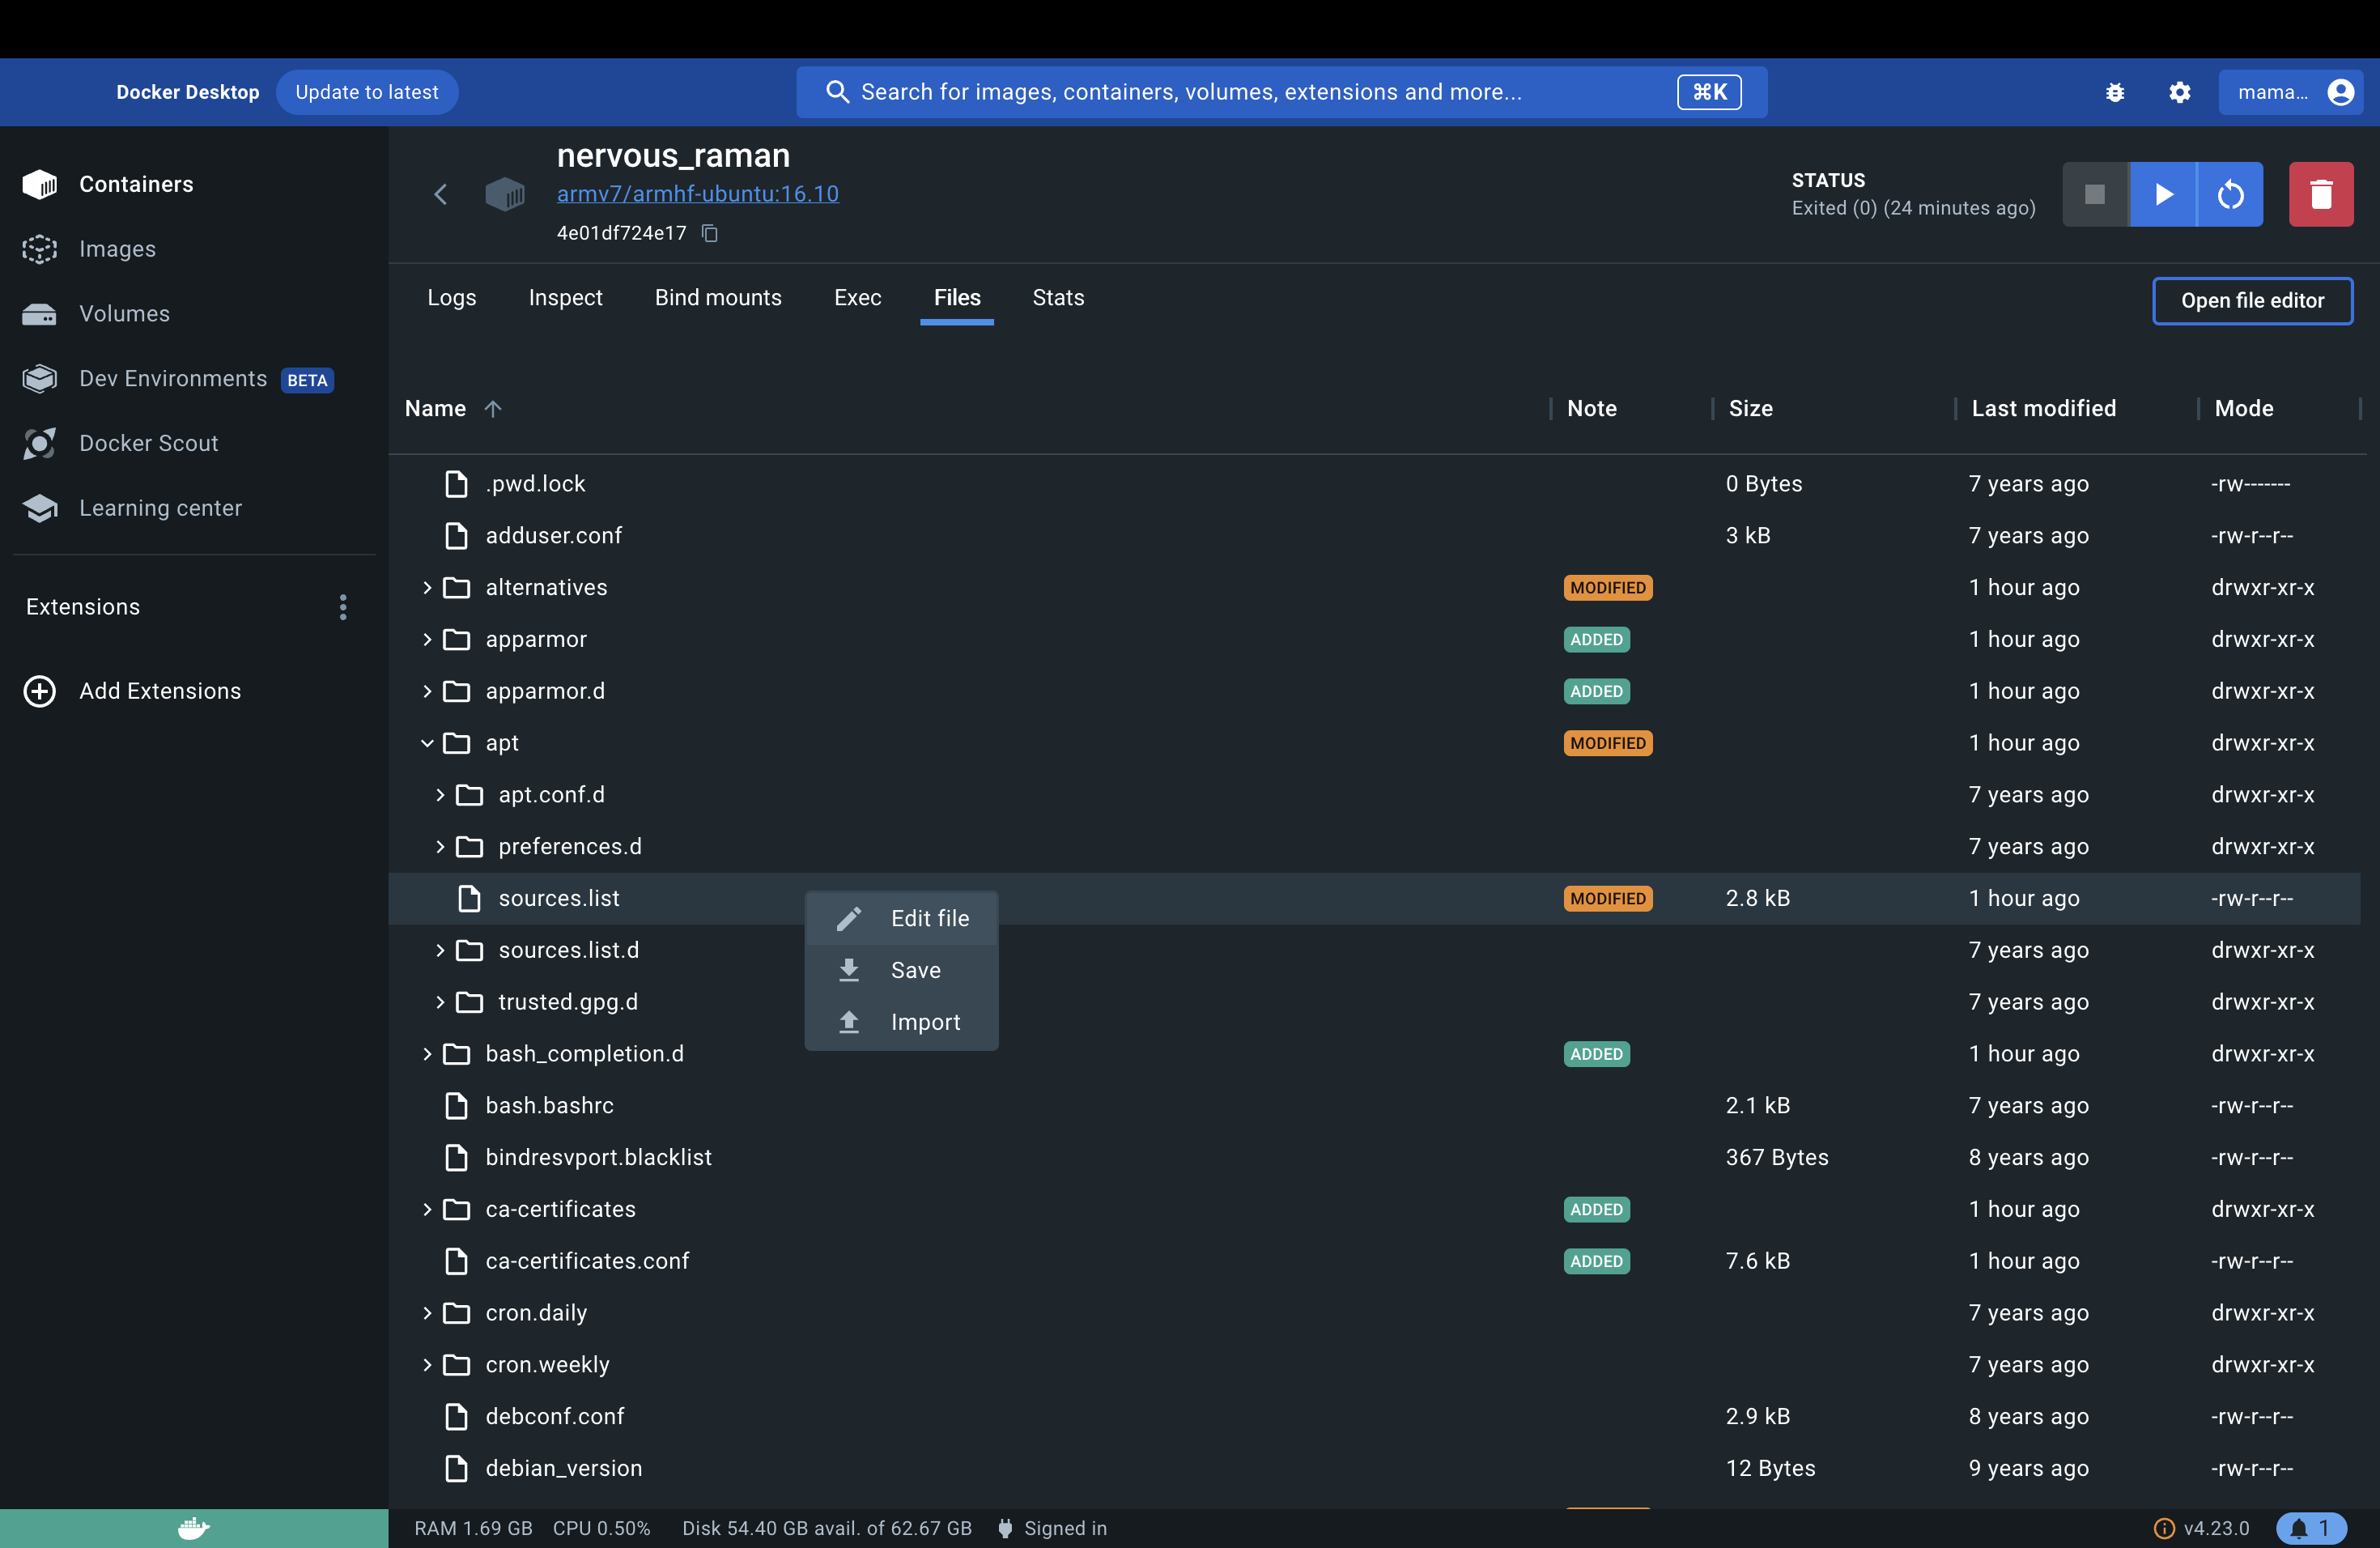 Docker Desktop Update to latest Search for images, containers, volumes, extensions and more... ⌘K mama...
Containers
Images
Volumes
Dev Environments BETA
Docker Scout
Learning center
Extensions
Add Extensions
nervous_raman
armv7/armhf-ubuntu:16.10
4e01df724e17
STATUS
Exited (0) (24 minutes ago)
Logs Inspect Bind mounts Exec Files Stats Open file editor
Name Note Size Last modified Mode
.pwd.lock 0 Bytes 7 years ago -rw-------
adduser.conf 3 kB 7 years ago -rw-r--r--
alternatives MODIFIED 1 hour ago drwxr-xr-x
apparmor ADDED 1 hour ago drwxr-xr-x
apparmor.d ADDED 1 hour ago drwxr-xr-x
apt MODIFIED 1 hour ago drwxr-xr-x
apt.conf.d 7 years ago drwxr-xr-x
preferences.d 7 years ago drwxr-xr-x
sources.list MODIFIED 2.8 kB 1 hour ago -rw-r--r--
Edit file
sources.list.d 7 years ago drwxr-xr-x
Save
trusted.gpg.d 7 years ago drwxr-xr-x
Import
bash_completion.d ADDED 1 hour ago drwxr-xr-x
bash.bashrc 2.1 kB 7 years ago -rw-r--r--
bindresvport.blacklist 367 Bytes 8 years ago -rw-r--r--
ca-certificates ADDED 1 hour ago drwxr-xr-x
ca-certificates.conf ADDED 7.6 kB 1 hour ago -rw-r--r--
cron.daily 7 years ago drwxr-xr-x
cron.weekly 7 years ago drwxr-xr-x
debconf.conf 2.9 kB 8 years ago -rw-r--r--
debian_version 12 Bytes 9 years ago -rw-r--r--
RAM 1.69 GB CPU 0.50% Disk 54.40 GB avail. of 62.67 GB Signed in v4.23.0 1